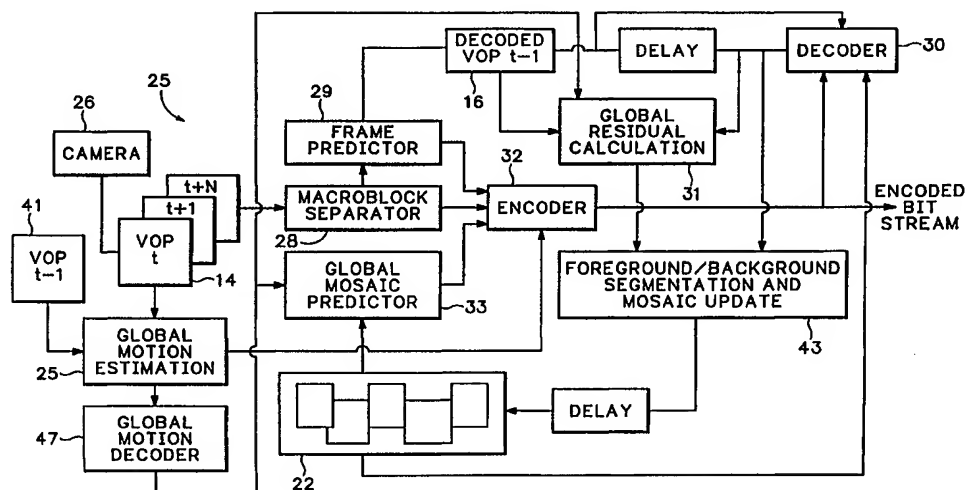 25
26
CAMERA
41
VOP
t-1
t+N
t+1
VOP
t
14
GLOBAL
MOTION
ESTIMATION
25
GLOBAL
MOTION
DECODER
47
29
FRAME
PREDICTOR
MACROBLOCK
SEPARATOR
28
GLOBAL
MOSAIC
PREDICTOR
33
DECODED
VOP t-1
16
DELAY
DECODER
30
GLOBAL
RESIDUAL
CALCULATION
31
32
ENCODER
ENCODED
BIT
STREAM
FOREGROUND/BACKGROUND
SEGMENTATION AND
MOSAIC UPDATE
43
DELAY
22